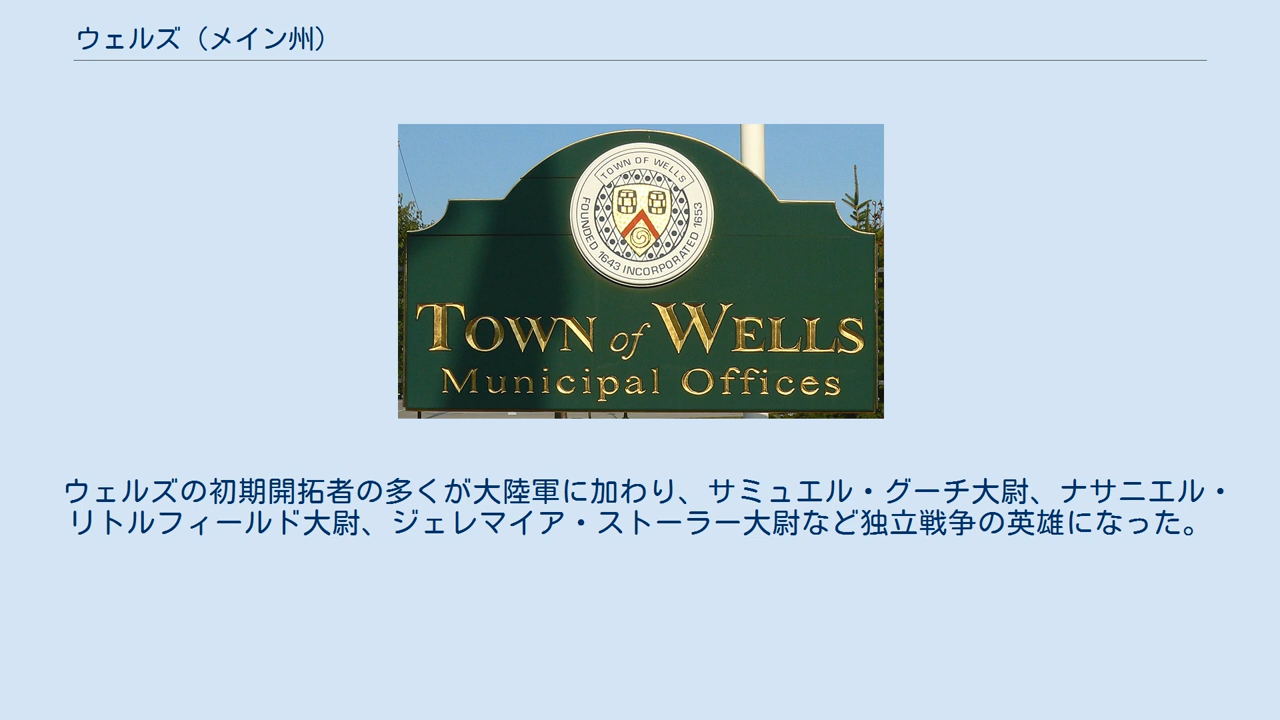 ウェルズ（メイン州）
TOWN OF WELLS
FOUNDED 1643 INCORPORATED 1653
TOWN of WELLS
Municipal Offices
ウェルズの初期開拓者の多くが大陸軍に加わり、サミュエル・グーチ大尉、ナサニエル・
リトルフィールド大尉、ジェレマイア・ストーラー大尉など独立戦争の英雄になった。